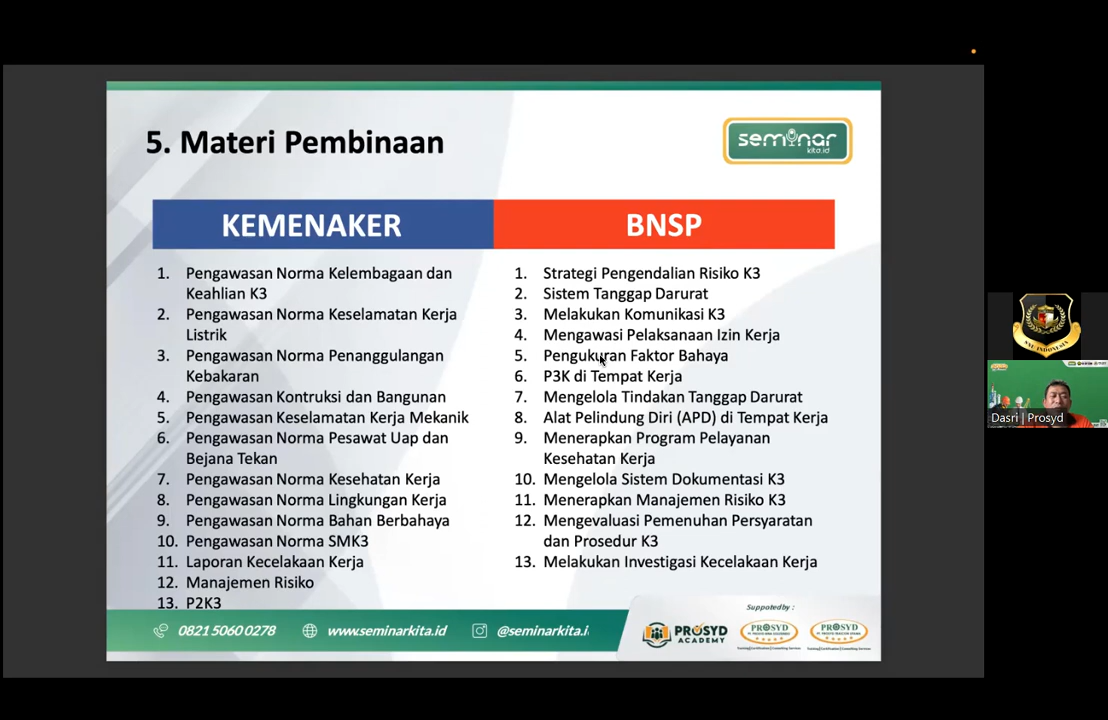 5. Materi Pembinaan
seminar
kita.id
KEMENAKER
BNSP
1. Pengawasan Norma Kelembagaan dan
Keahlian K3
2. Pengawasan Norma Keselamatan Kerja
Listrik
3. Pengawasan Norma Penanggulangan
Kebakaran
4. Pengawasan Kontruksi dan Bangunan
5. Pengawasan Keselamatan Kerja Mekanik
6. Pengawasan Norma Pesawat Uap dan
Bejana Tekan
7. Pengawasan Norma Kesehatan Kerja
8. Pengawasan Norma Lingkungan Kerja
9. Pengawasan Norma Bahan Berbahaya
10. Pengawasan Norma SMK3
11. Laporan Kecelakaan Kerja
12. Manajemen Risiko
13. P2K3
1. Strategi Pengendalian Risiko K3
2. Sistem Tanggap Darurat
3. Melakukan Komunikasi K3
4. Mengawasi Pelaksanaan Izin Kerja
5. Pengukuran Faktor Bahaya
6. P3K di Tempat Kerja
7. Mengelola Tindakan Tanggap Darurat
8. Alat Pelindung Diri (APD) di Tempat Kerja
9. Menerapkan Program Pelayanan
Kesehatan Kerja
10. Mengelola Sistem Dokumentasi K3
11. Menerapkan Manajemen Risiko K3
12. Mengevaluasi Pemenuhan Persyaratan
dan Prosedur K3
13. Melakukan Investigasi Kecelakaan Kerja
0821 5060 0278
www.seminarkita.id
@seminarkita.i
Suppotedby :
PROSYD
ACADEMY
PROSYD
PROSYD
Dasri | Prosyd